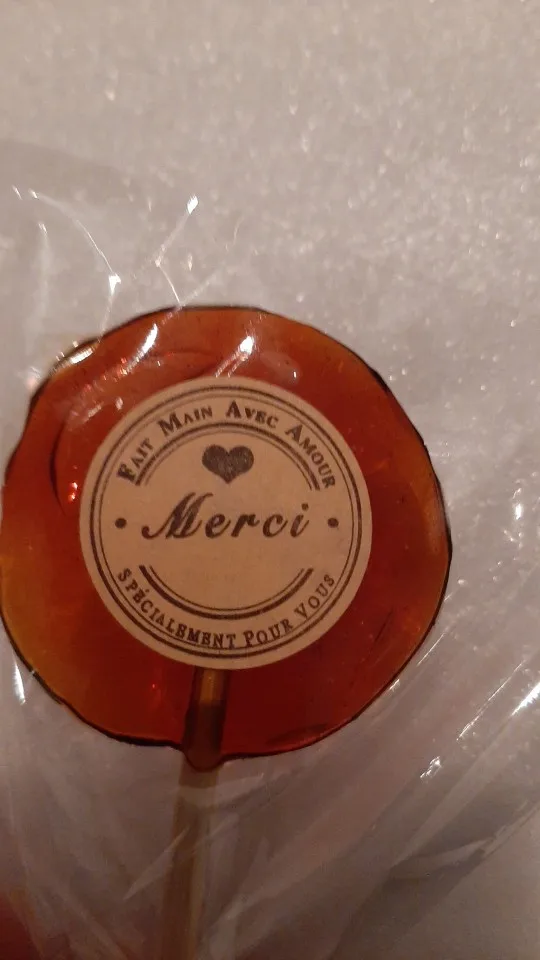 Fait Main Avec Amour
Merci
Spécialement Pour Vous